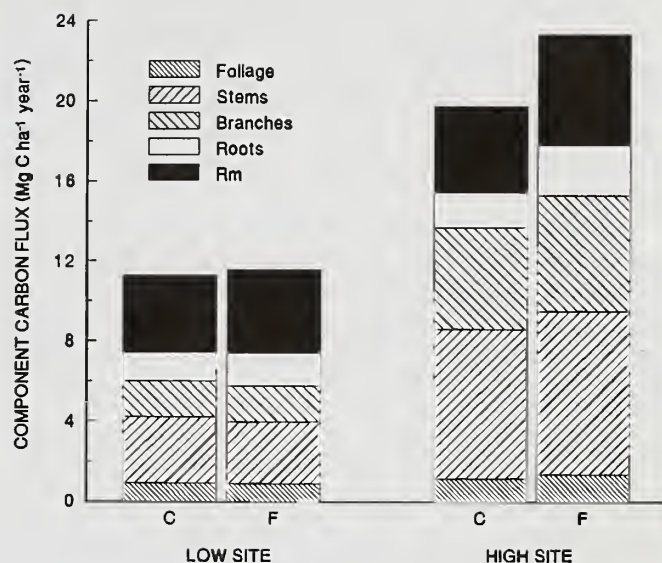 COMPONENT CARBON FLUX (Mg C ha⁻¹ year⁻¹)
24
20
16
12
8
4
0
Foliage
Stems
Branches
Roots
Rm
C F C F
LOW SITE HIGH SITE